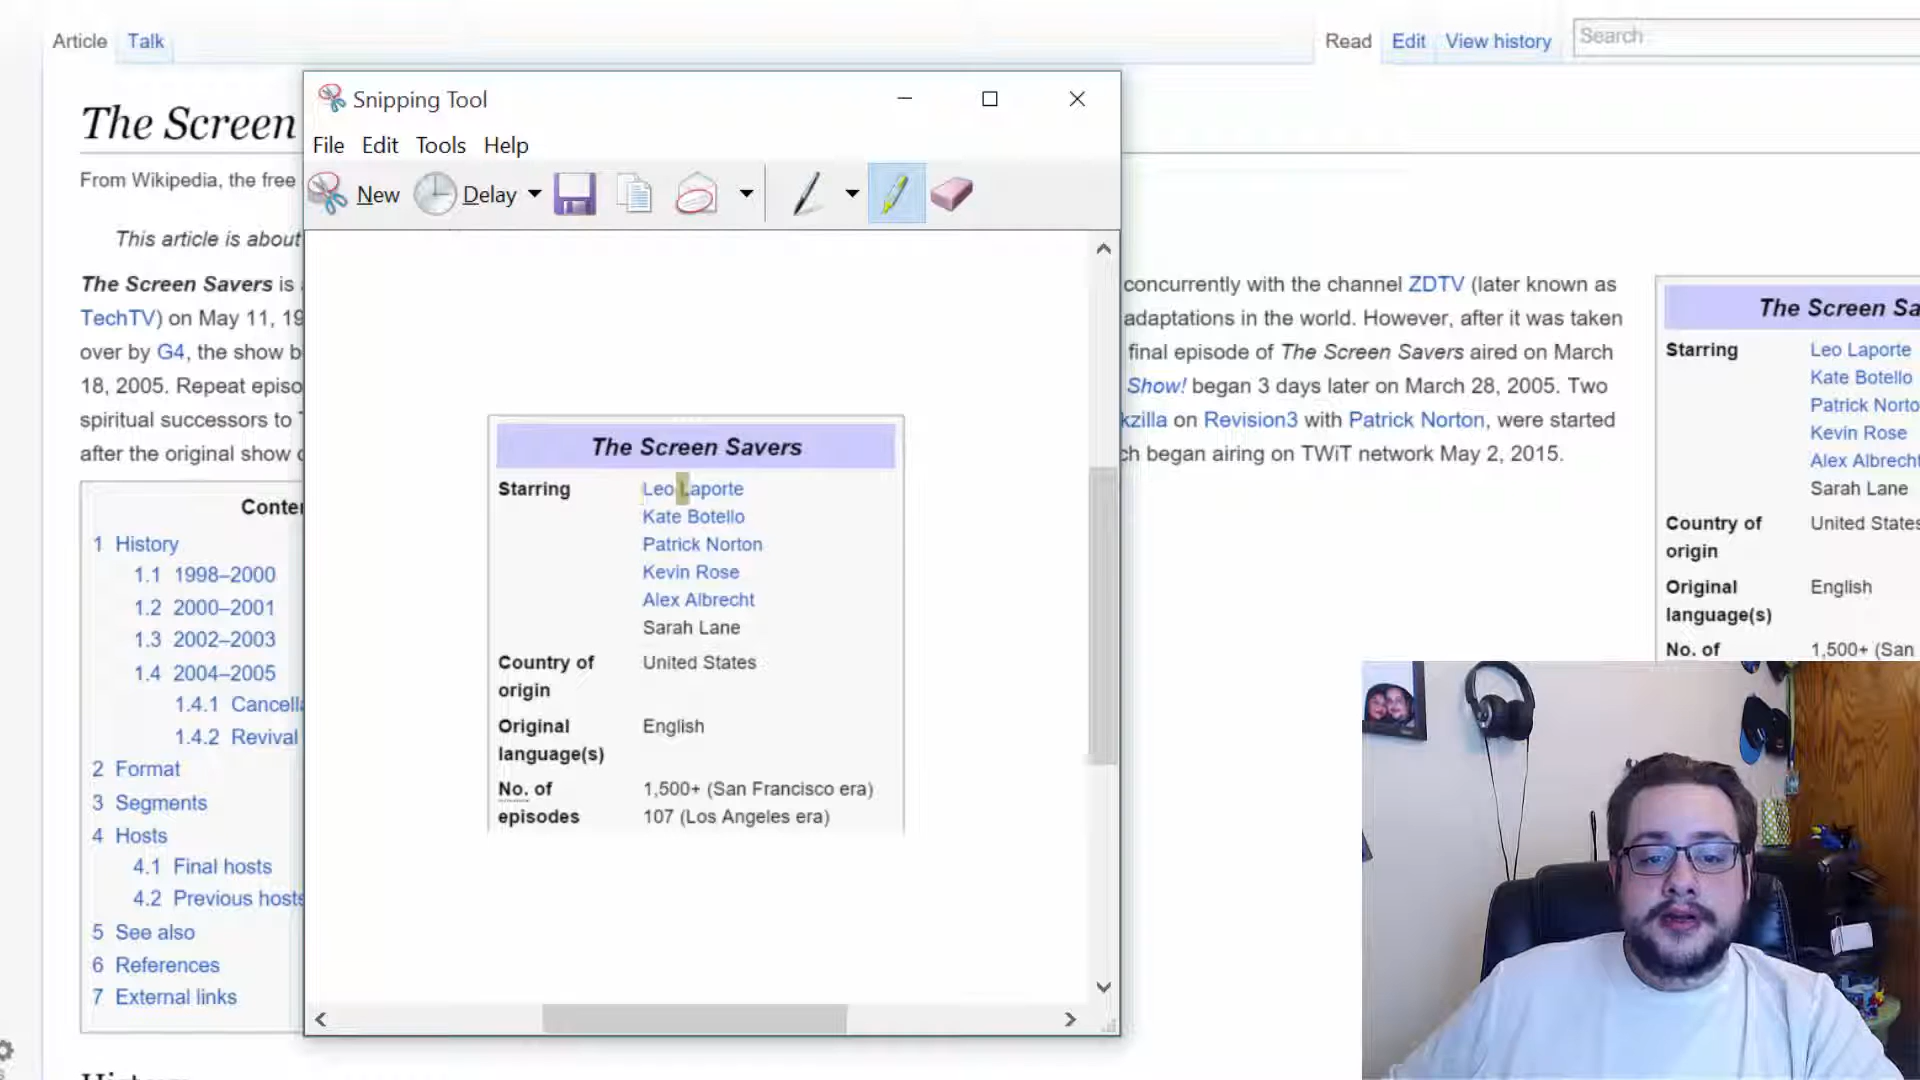 Article Talk Read Edit View history Search
The Screen
From Wikipedia, the free
This article is about
The Screen Savers is
TechTV) on May 11, 19
over by G4, the show b
18, 2005. Repeat episo
spiritual successors to
after the original show
Snipping Tool
File Edit Tools Help
New Delay
The Screen Savers
Starring Leo Laporte
Kate Botello
Patrick Norton
Kevin Rose
Alex Albrecht
Sarah Lane
Country of origin United States
Original language(s) English
No. of episodes 1,500+ (San Francisco era)
107 (Los Angeles era)
concurrently with the channel ZDTV (later known as
adaptations in the world. However, after it was taken
final episode of The Screen Savers aired on March
Show! began 3 days later on March 28, 2005. Two
kzilla on Revision3 with Patrick Norton, were started
ch began airing on TWiT network May 2, 2015.
The Screen Sa
Starring Leo Laporte
Kate Botello
Patrick Norto
Kevin Rose
Alex Albrecht
Sarah Lane
Country of origin United States
Original language(s) English
No. of 1,500+ (San
Conte
1 History
1.1 1998–2000
1.2 2000–2001
1.3 2002–2003
1.4 2004–2005
1.4.1 Cancell
1.4.2 Revival
2 Format
3 Segments
4 Hosts
4.1 Final hosts
4.2 Previous hosts
5 See also
6 References
7 External links